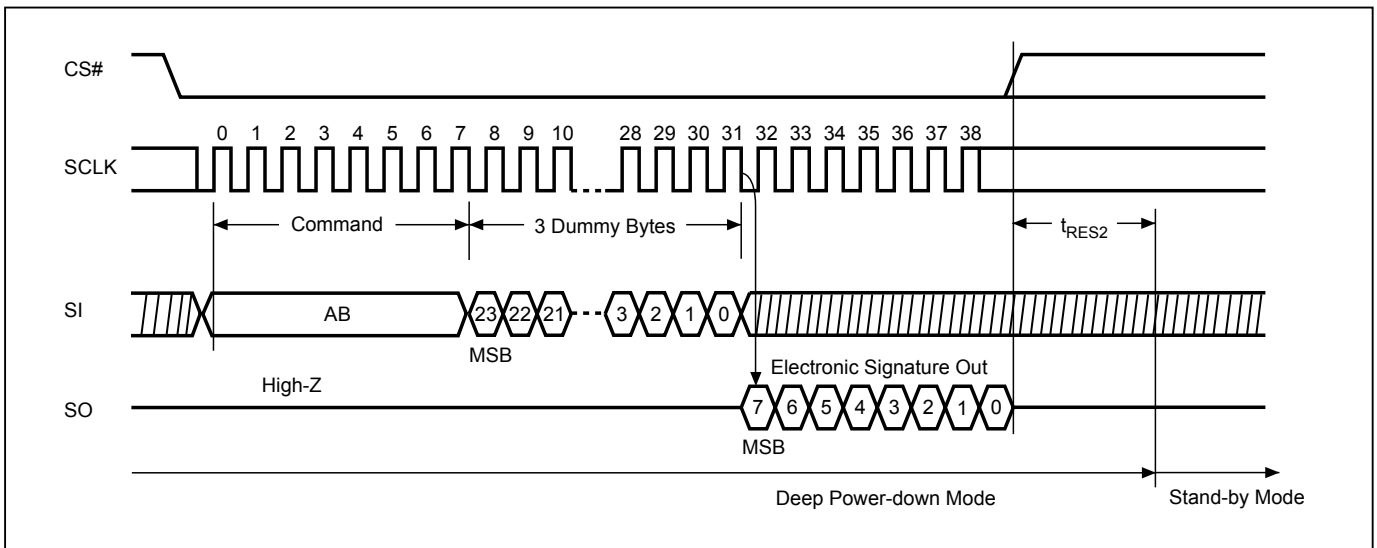 CS#
0 1 2 3 4 5 6 7 8 9 10 28 29 30 31 32 33 34 35 36 37 38
SCLK
Command 3 Dummy Bytes tRES2
SI AB 23 22 21 3 2 1 0
MSB
Electronic Signature Out
High-Z
SO 7 6 5 4 3 2 1 0
MSB
Deep Power-down Mode Stand-by Mode